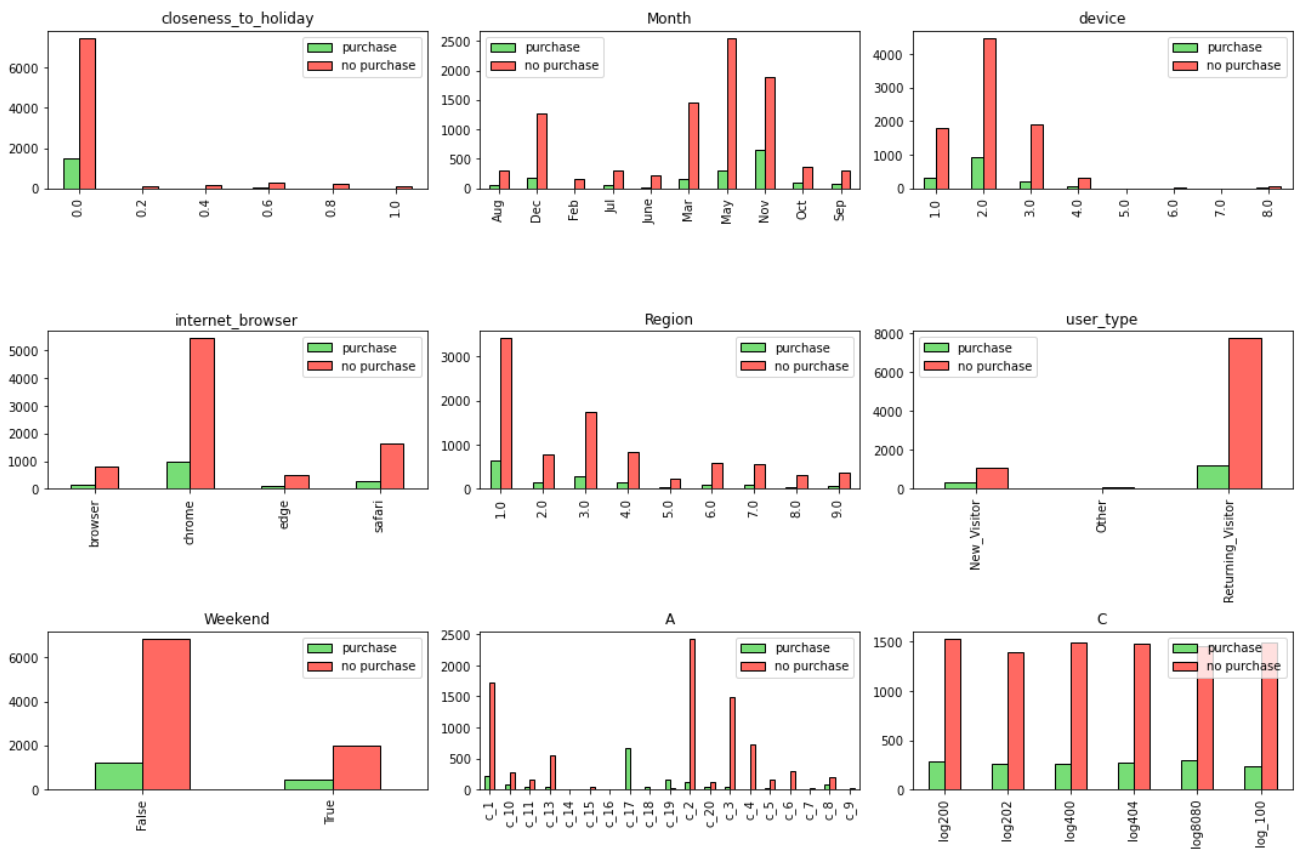 closeness_to_holiday
purchase
no purchase
6000
4000
2000
0
0.0 0.2 0.4 0.6 0.8 1.0
Month
purchase
no purchase
2500
2000
1500
1000
500
0
Aug Dec Feb Jul June Mar May Nov Oct Sep
device
purchase
no purchase
4000
3000
2000
1000
0
1.0 2.0 3.0 4.0 5.0 6.0 7.0 8.0
internet_browser
purchase
no purchase
5000
4000
3000
2000
1000
0
browser chrome edge safari
Region
purchase
no purchase
3000
2000
1000
0
1.0 2.0 3.0 4.0 5.0 6.0 7.0 8.0 9.0
user_type
purchase
no purchase
8000
6000
4000
2000
0
New_Visitor Other Returning_Visitor
Weekend
purchase
no purchase
6000
4000
2000
0
False True
A
purchase
no purchase
2500
2000
1500
1000
500
0
c_1 c_10 c_11 c_13 c_14 c_15 c_16 c_17 c_18 c_19 c_2 c_20 c_3 c_4 c_5 c_6 c_7 c_8 c_9
C
purchase
no purchase
1500
1000
500
0
log200 log202 log400 log404 log8080 log_100